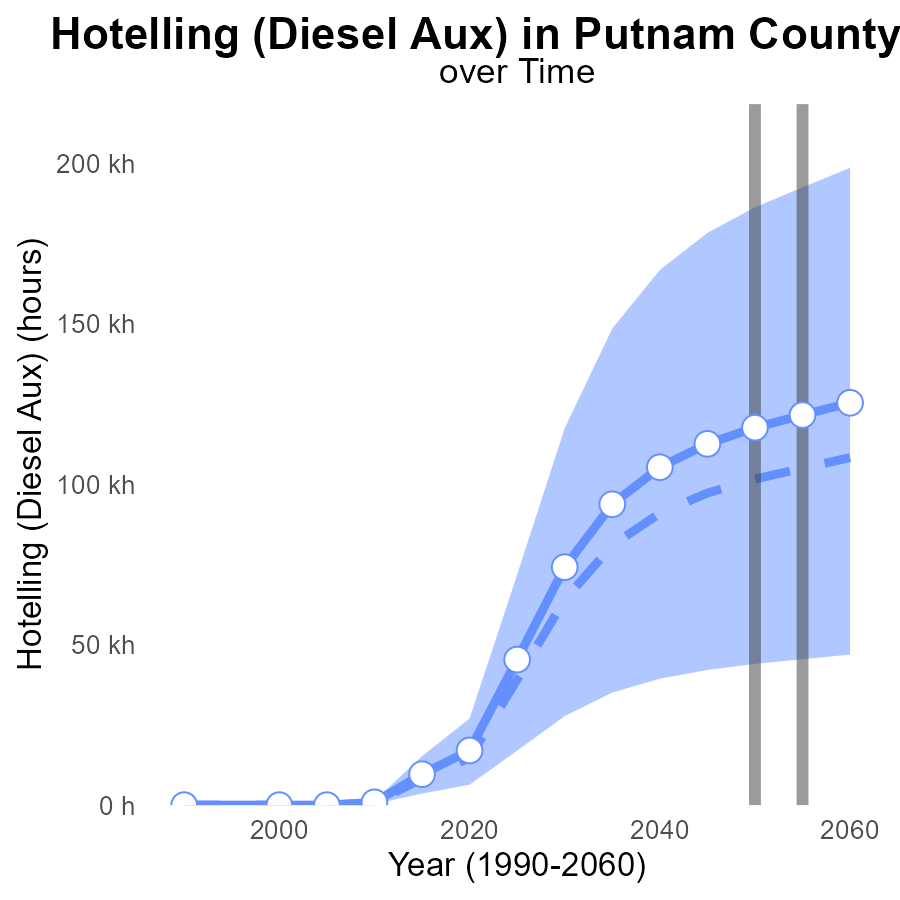 Hotelling (Diesel Aux) in Putnam County
over Time
Hotelling (Diesel Aux) (hours)
200 kh
150 kh
100 kh
50 kh
0 h
2000
2020
2040
2060
Year (1990-2060)